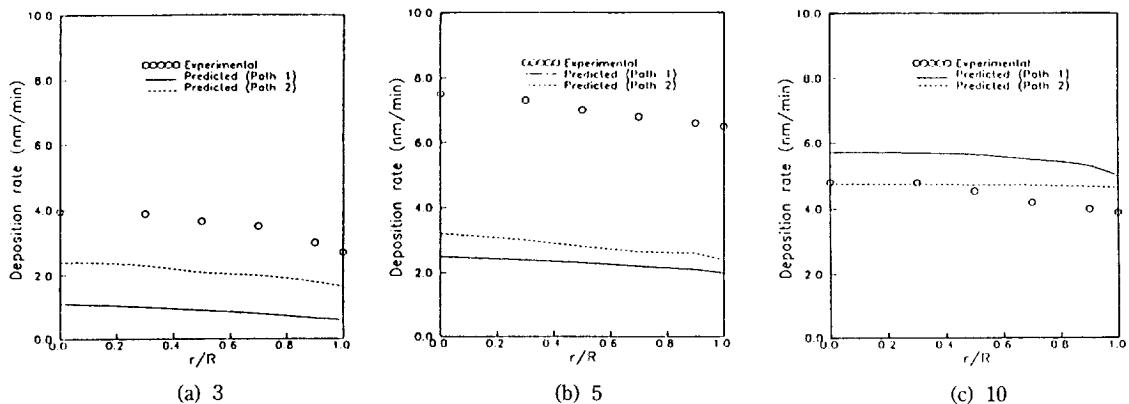 10.0
8.0
6.0
4.0
2.0
0.0
Deposition rate (nm/min)
Experimental
Predicted (Path 1)
Predicted (Path 2)
0.0 0.2 0.4 0.6 0.8 1.0
r/R
(a) 3
10.0
8.0
6.0
4.0
2.0
0.0
Deposition rate (nm/min)
Experimental
Predicted (Path 1)
Predicted (Path 2)
0.0 0.2 0.4 0.6 0.8 1.0
r/R
(b) 5
10.0
8.0
6.0
4.0
2.0
0.0
Deposition rate (nm/min)
Experimental
Predicted (Path 1)
Predicted (Path 2)
0.0 0.2 0.4 0.6 0.8 1.0
r/R
(c) 10